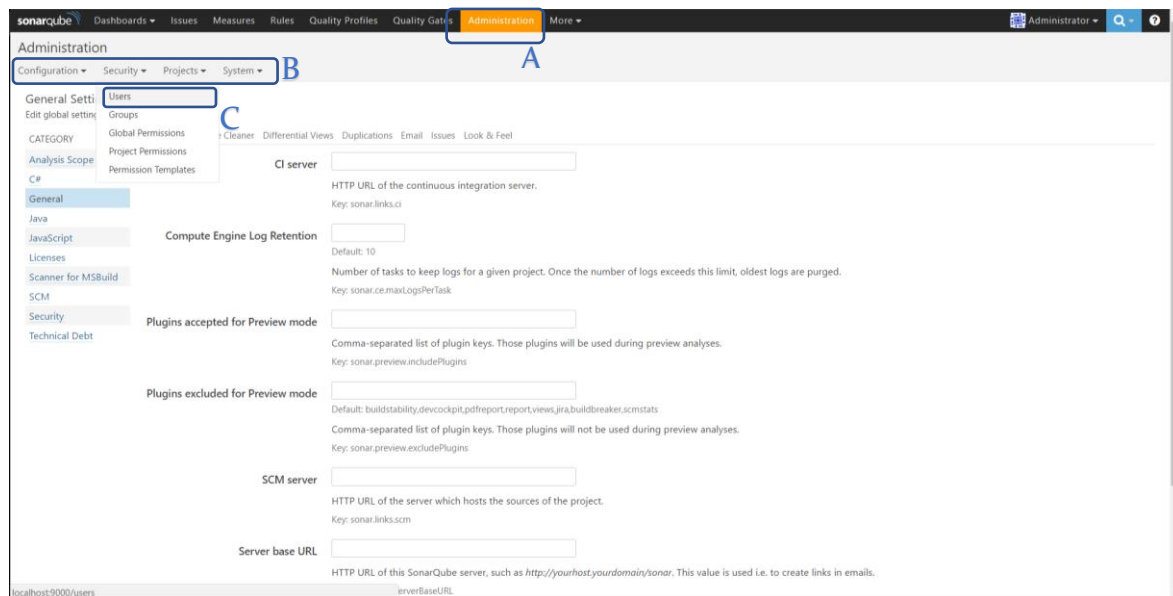 sonarqube Dashboards Issues Measures Rules Quality Profiles Quality Gates Administration More Administrator ?
A
Administration
Configuration Security Projects System
B
General Setti
Edit global setting
Users
C
Groups
Global Permissions
Project Permissions
Permission Templates
Cleaner Differential Views Duplications Email Issues Look & Feel
CATEGORY
Analysis Scope
C#
General
Java
JavaScript
Licenses
Scanner for MSBuild
SCM
Security
Technical Debt
CI server
HTTP URL of the continuous integration server.
Key: sonar.links.ci
Compute Engine Log Retention
Default: 10
Number of tasks to keep logs for a given project. Once the number of logs exceeds this limit, oldest logs are purged.
Key: sonar.ce.maxLogsPerTask
Plugins accepted for Preview mode
Comma-separated list of plugin keys. Those plugins will be used during preview analyses.
Key: sonar.preview.includePlugins
Plugins excluded for Preview mode
Default: buildstability,devcockpit,pdfreport,report,views,jira,buildbreaker,scmstats
Comma-separated list of plugin keys. Those plugins will not be used during preview analyses.
Key: sonar.preview.excludePlugins
SCM server
HTTP URL of the server which hosts the sources of the project.
Key: sonar.links.scm
Server base URL
HTTP URL of this SonarQube server, such as http://yourhost.yourdomain/sonar. This value is used i.e. to create links in emails.
erverBaseURL
localhost:9000/users